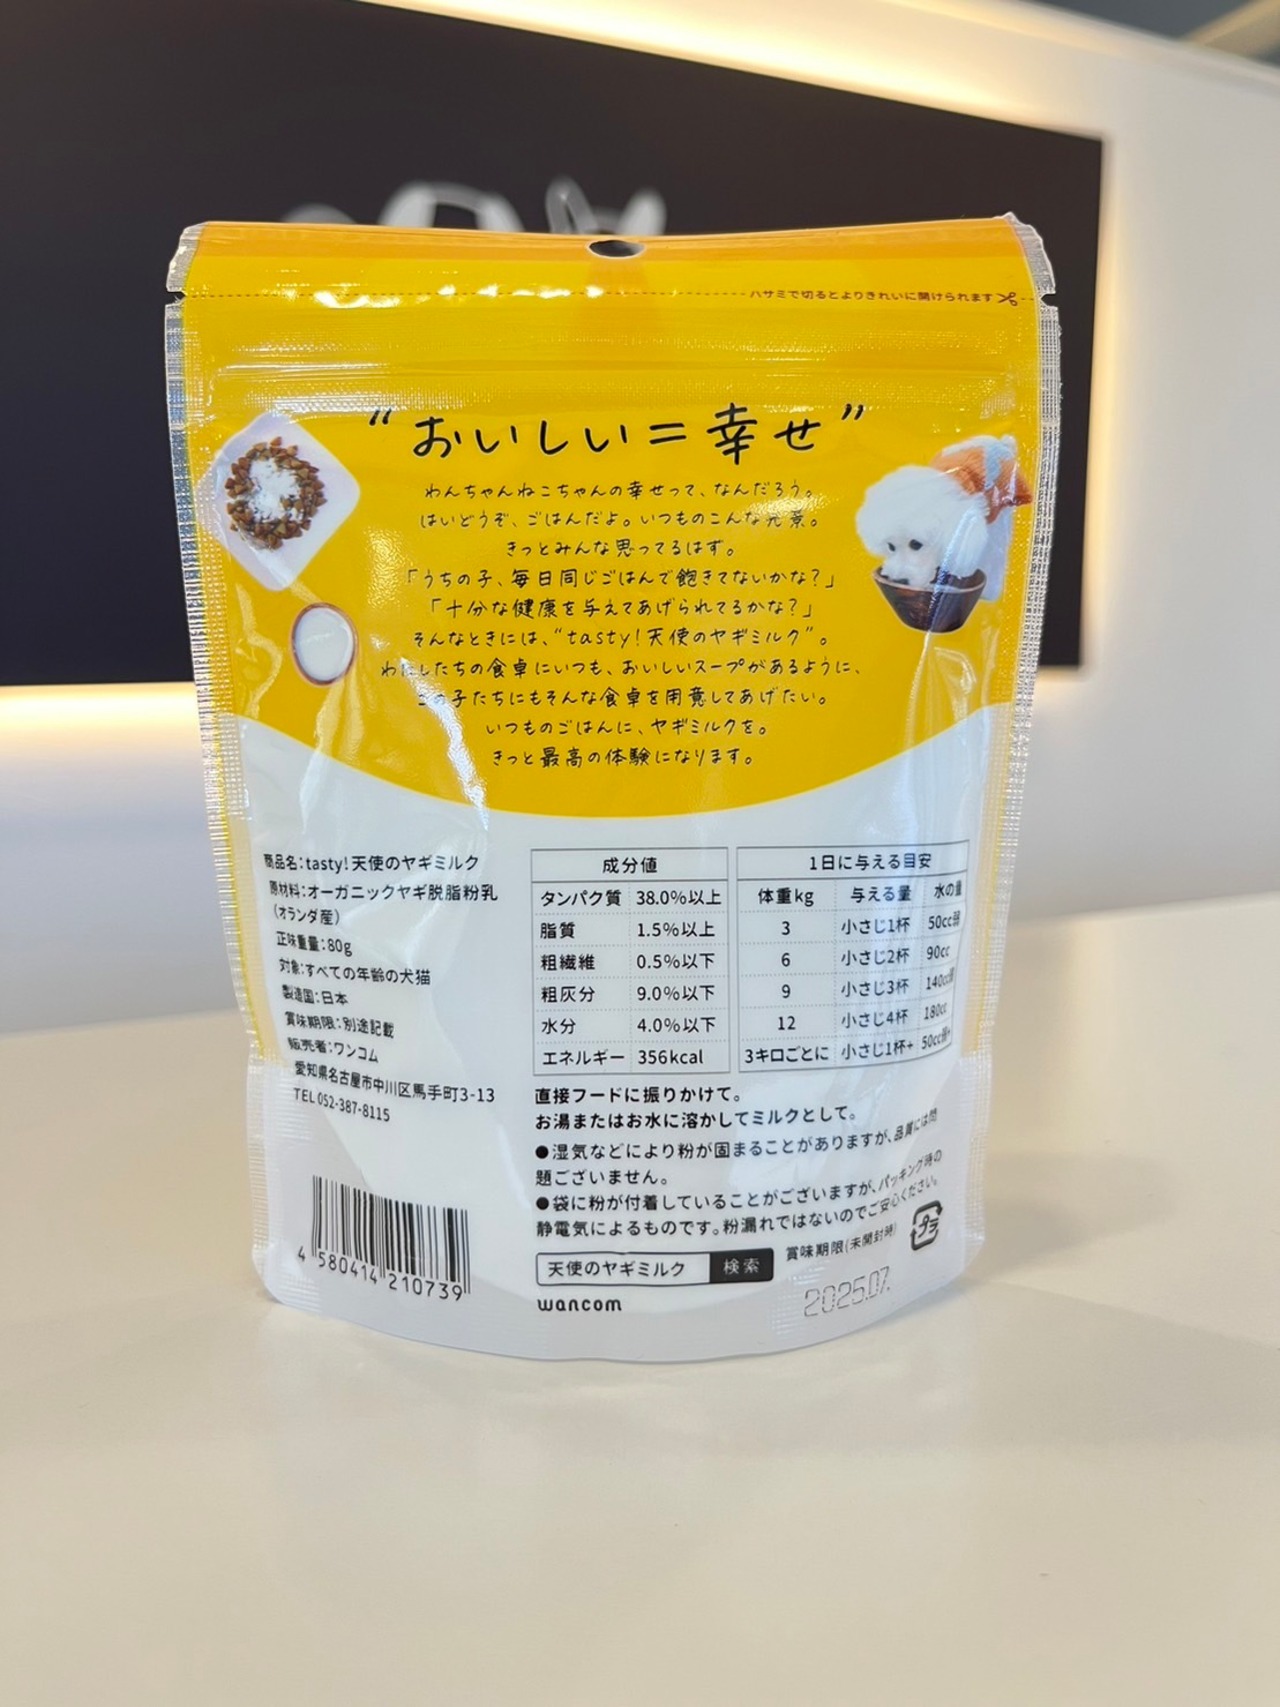 ハサミで切るとよりきれいに開けられます
“おいしい＝幸せ”
わんちゃんねこちゃんの幸せって、なんだろう。
はいどうぞ、ごはんだよ。いつものこんな光景。
きっとみんな思ってるはず。
「うちの子、毎日同じごはんで飽きてないかな？」
「十分な健康を与えてあげられてるかな？」
そんなときには、“tasty!天使のヤギミルク”。
わたしたちの食卓にいつも、おいしいスープがあるように、
この子たちにもそんな食卓を用意してあげたい。
いつものごはんに、ヤギミルクを。
きっと最高の体験になります。
商品名：tasty!天使のヤギミルク
原材料：オーガニックヤギ脱脂粉乳
（オランダ産）
正味重量：80g
対象：すべての年齢の犬猫
製造国：日本
賞味期限：別途記載
販売者：ワンコム
愛知県名古屋市中川区馬手町3-13
TEL 052-387-8115
4 580414 210739
成分値
タンパク質 38.0%以上
脂質 1.5%以上
粗繊維 0.5%以下
粗灰分 9.0%以下
水分 4.0%以下
エネルギー 356kcal
1日に与える目安
体重kg 与える量 水の量
3 小さじ1杯 50cc弱
6 小さじ2杯 90cc
9 小さじ3杯 140cc弱
12 小さじ4杯 180cc
3キロごとに 小さじ1杯+ 50cc弱+
直接フードに振りかけて。
お湯またはお水に溶かしてミルクとして。
●湿気などにより粉が固まることがありますが、品質には問
題ございません。
●袋に粉が付着していることがございますが、パッキング時の
静電気によるものです。粉漏れではないのでご安心ください。
天使のヤギミルク 検索
賞味期限(未開封時)
プラ
wancom
2025.07.